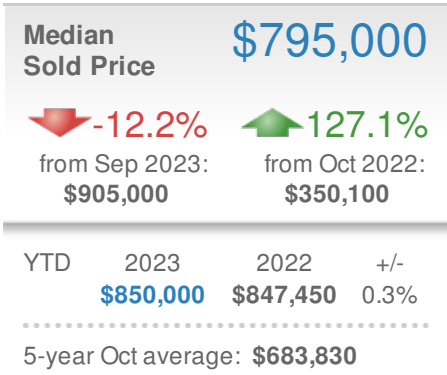 Median $795,000
Sold Price
-12.2% 127.1%
from Sep 2023: from Oct 2022:
$905,000 $350,100
YTD 2023 2022 +/-
$850,000 $847,450 0.3%
5-year Oct average: $683,830